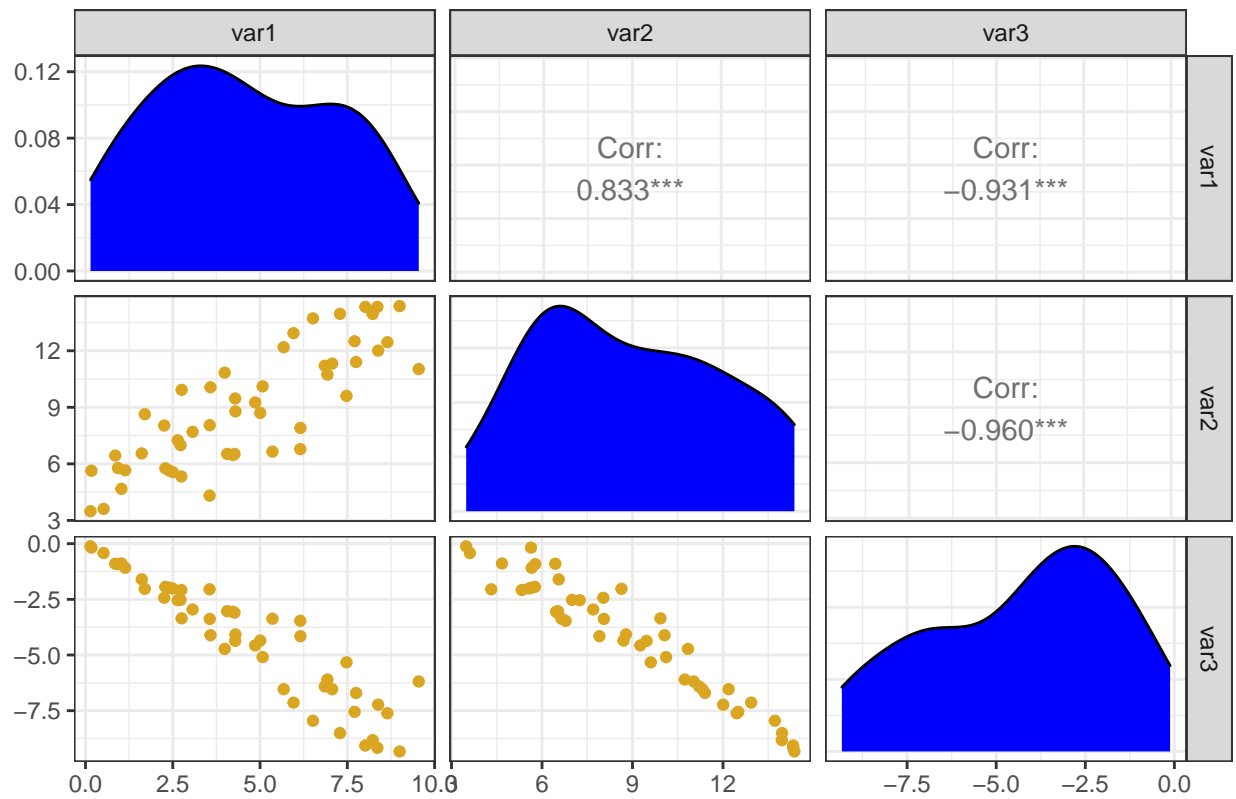 var1 var2 var3
0.12
0.08
0.04
0.00
Corr:
0.833***
Corr:
−0.931***
var1
12
9
6
3
Corr:
−0.960***
var2
0.0
−2.5
−5.0
−7.5
var3
0.0 2.5 5.0 7.5 10.0
3 6 9 12
−7.5 −5.0 −2.5 0.0